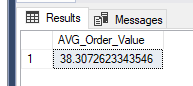 Results Messages
AVG_Order_Value
1 38.3072623343546